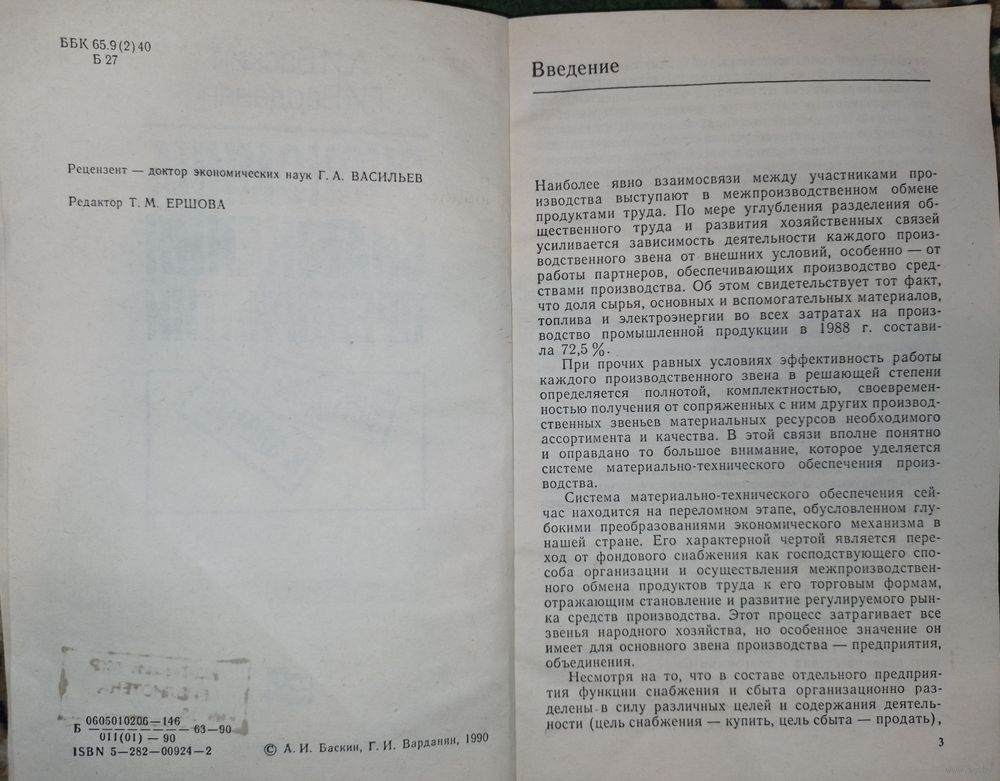 ББК 65.9(2)40
Б 27
Рецензент — доктор экономических наук Г. А. ВАСИЛЬЕВ
Редактор Т. М. ЕРШОВА
0605010206—146
Б ——————— 63—90
011(01) — 90
ISBN 5—282—00924—2
© А. И. Баскин, Г. И. Варданян, 1990
Введение
Наиболее явно взаимосвязи между участниками про-
изводства выступают в межпроизводственном обмене
продуктами труда. По мере углубления разделения об-
щественного труда и развития хозяйственных связей
усиливается зависимость деятельности каждого произ-
водственного звена от внешних условий, особенно — от
работы партнеров, обеспечивающих производство сред-
ствами производства. Об этом свидетельствует тот факт,
что доля сырья, основных и вспомогательных материалов,
топлива и электроэнергии во всех затратах на произ-
водство промышленной продукции в 1988 г. состави-
ла 72,5 %.
При прочих равных условиях эффективность работы
каждого производственного звена в решающей степени
определяется полнотой, комплектностью, своевремен-
ностью получения от сопряженных с ним других производ-
ственных звеньев материальных ресурсов необходимого
ассортимента и качества. В этой связи вполне понятно
и оправдано то большое внимание, которое уделяется
системе материально-технического обеспечения произ-
водства.
Система материально-технического обеспечения сей-
час находится на переломном этапе, обусловленном глу-
бокими преобразованиями экономического механизма в
нашей стране. Его характерной чертой является пере-
ход от фондового снабжения как господствующего спо-
соба организации и осуществления межпроизводствен-
ного обмена продуктов труда к его торговым формам,
отражающим становление и развитие регулируемого рын-
ка средств производства. Этот процесс затрагивает все
звенья народного хозяйства, но особенное значение он
имеет для основного звена производства — предприятия,
объединения.
Несмотря на то, что в составе отдельного предприя-
тия функции снабжения и сбыта организационно раз-
делены в силу различных целей и содержания деятель-
ности (цель снабжения — купить, цель сбыта — продать),
3